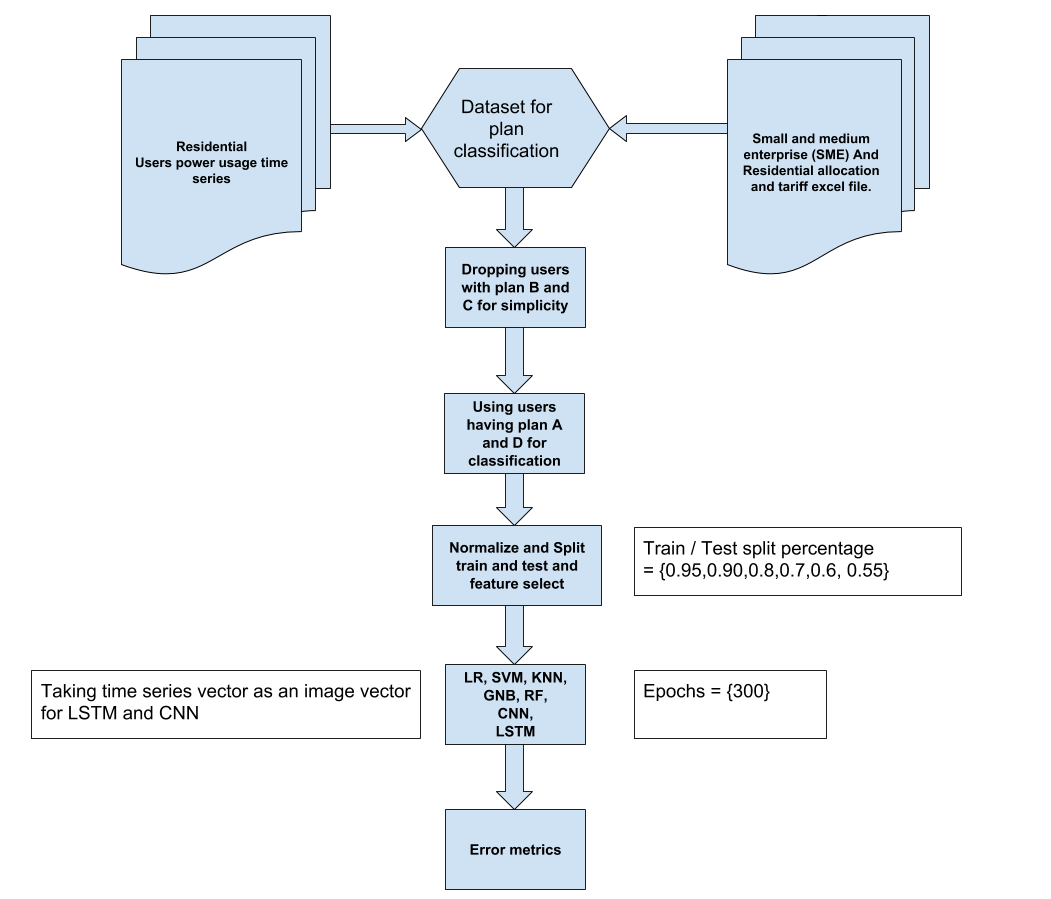 Residential
Users power usage time
series
Dataset for
plan
classification
Small and medium
enterprise (SME) And
Residential allocation
and tariff excel file.
Dropping users
with plan B and
C for simplicity
Using users
having plan A
and D for
classification
Normalize and Split
train and test and
feature select
Train / Test split percentage
= {0.95,0.90,0.8,0.7,0.6, 0.55}
Taking time series vector as an image vector
for LSTM and CNN
LR, SVM, KNN,
GNB, RF,
CNN,
LSTM
Epochs = {300}
Error metrics